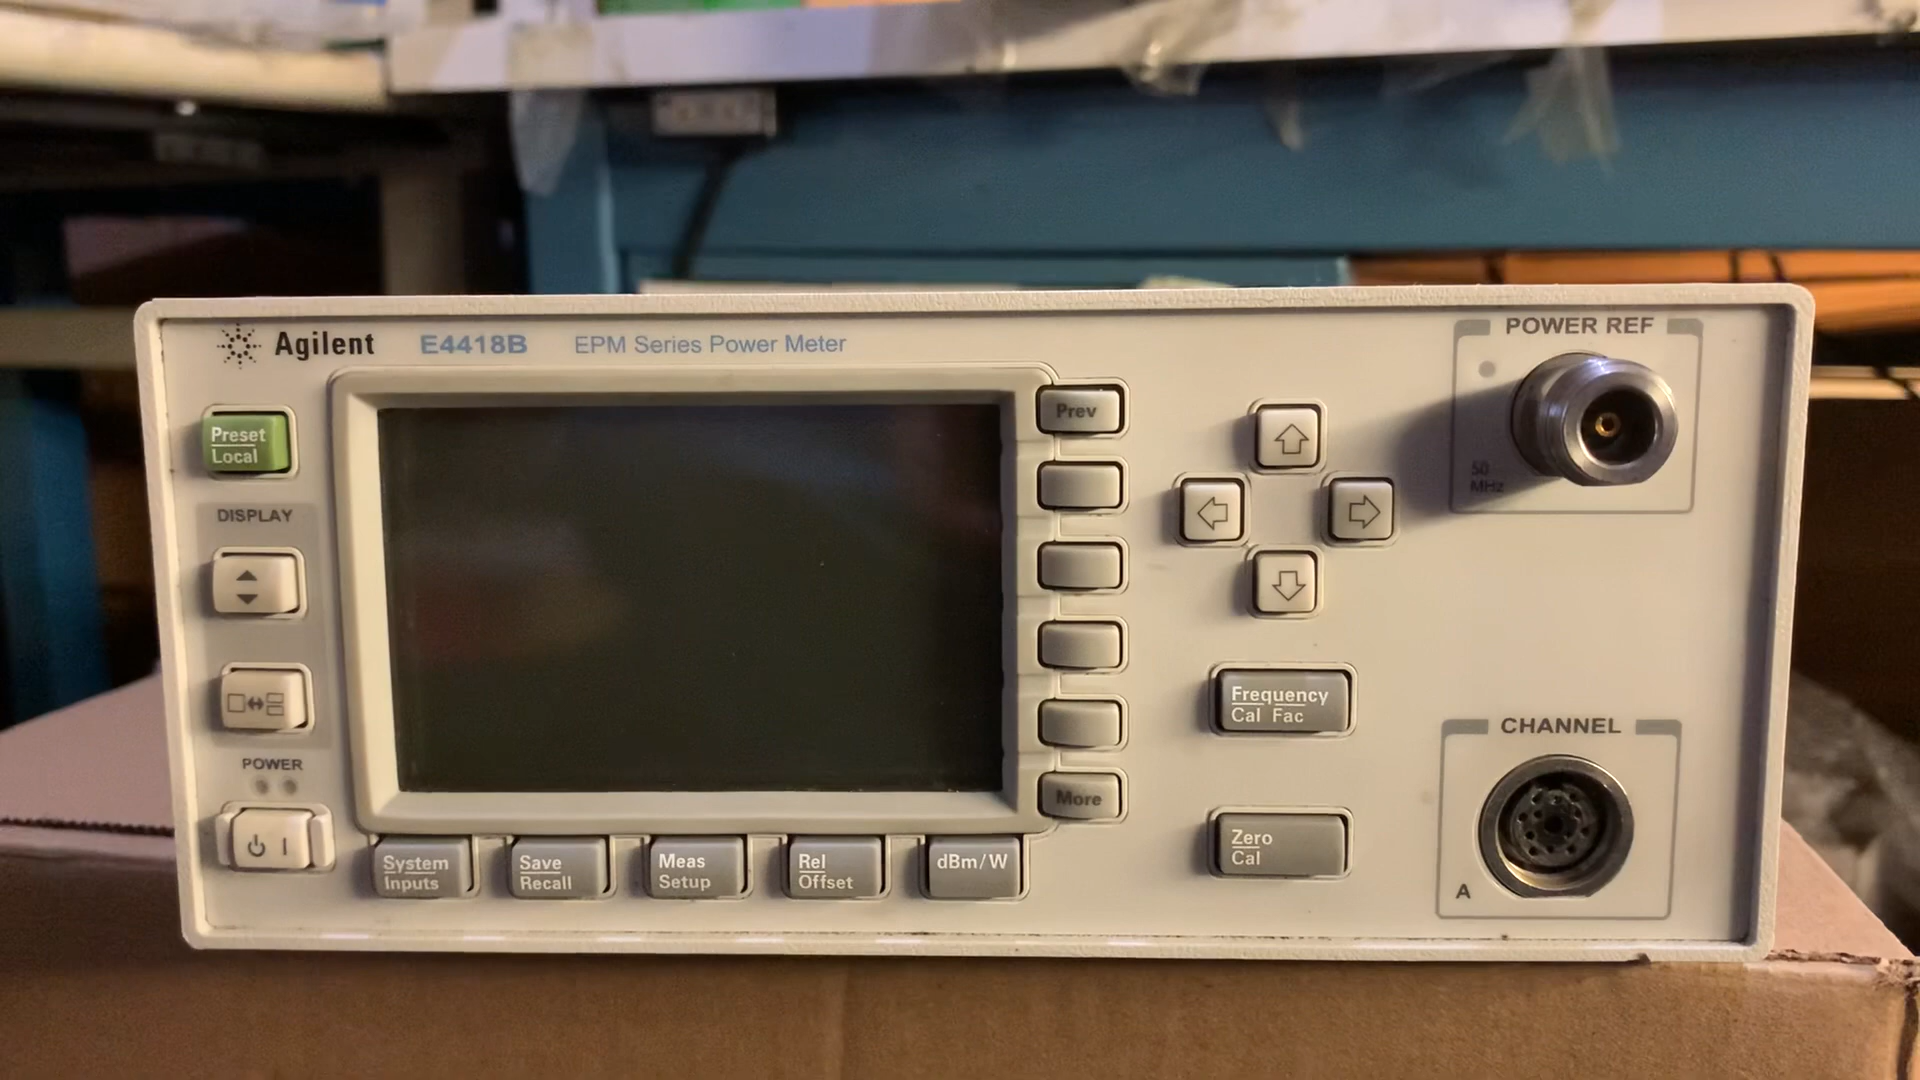 Agilent E4418B EPM Series Power Meter
POWER REF
50
MHz
Preset
Local
Prev
DISPLAY
Frequency
Cal Fac
CHANNEL
POWER
More
Zero
Cal
System
Inputs
Save
Recall
Meas
Setup
Rel
Offset
dBm/W
A